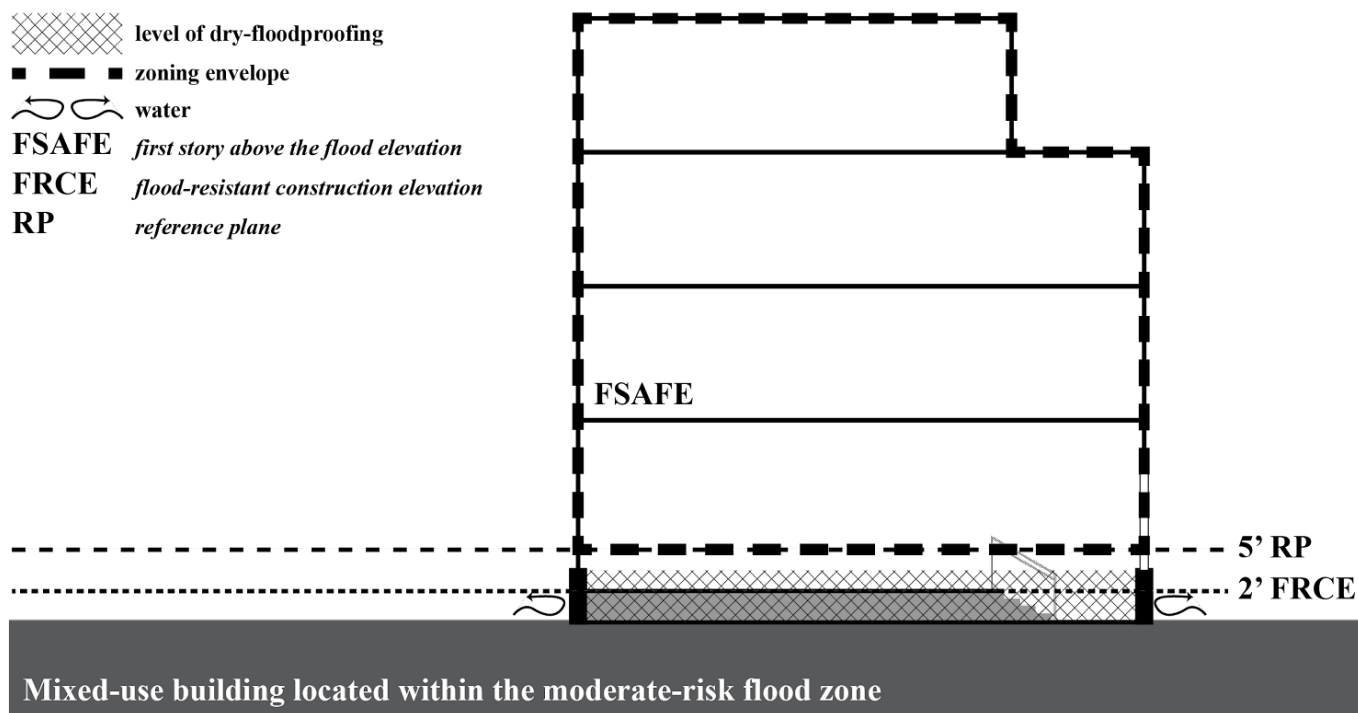 level of dry-floodproofing
zoning envelope
water
FSAFE first story above the flood elevation
FRCE flood-resistant construction elevation
RP reference plane
FSAFE
5’ RP
2’ FRCE
Mixed-use building located within the moderate-risk flood zone